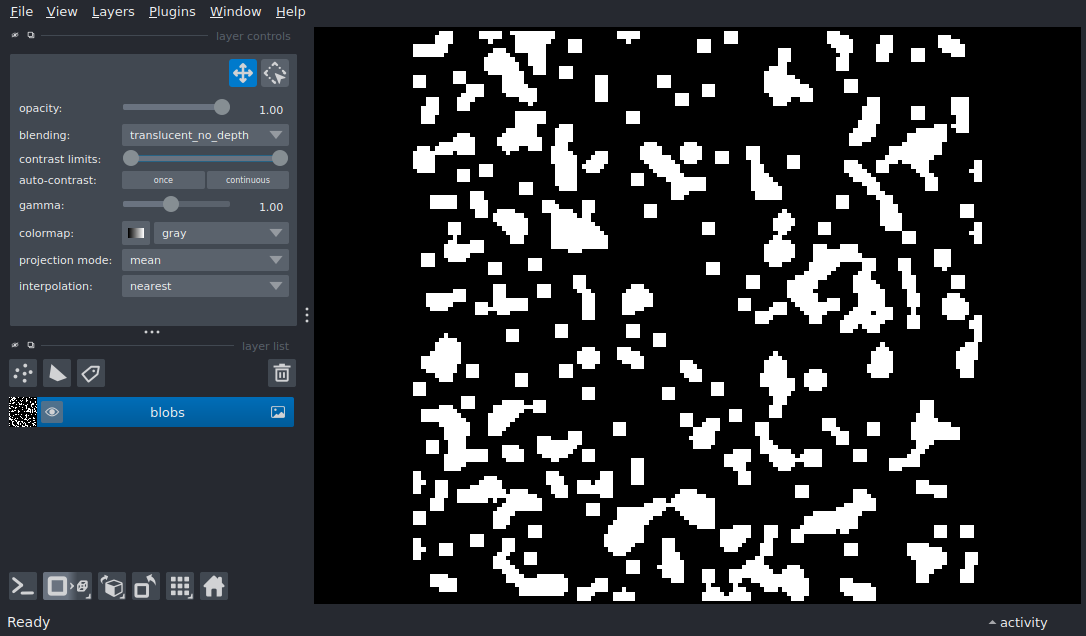 File View Layers Plugins Window Help
layer controls
opacity: 1.00
blending: translucent_no_depth
contrast limits:
auto-contrast: once continuous
gamma: 1.00
colormap: gray
projection mode: mean
interpolation: nearest
layer list
blobs
Ready
activity